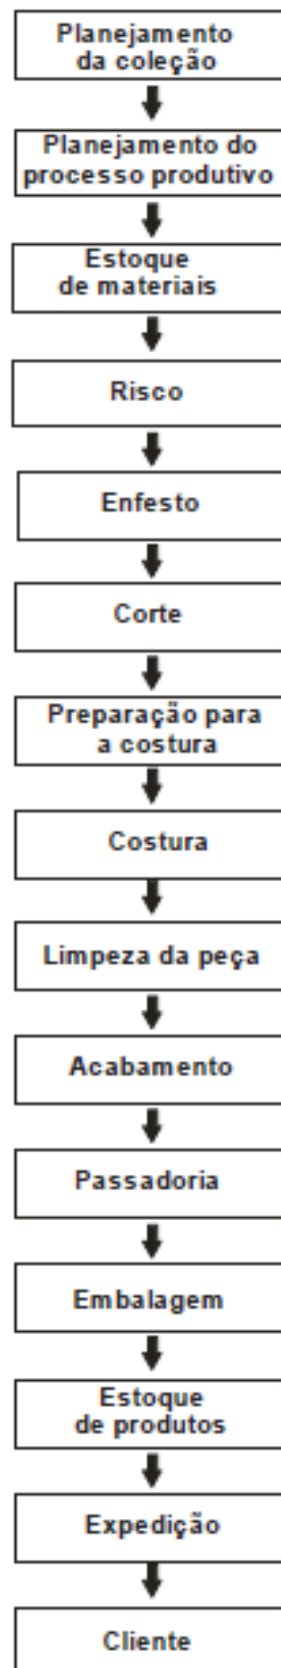 Planejamento
da coleção
Planejamento do
processo produtivo
Estoque
de materiais
Risco
Enfesto
Corte
Preparação para
a costura
Costura
Limpeza da peça
Acabamento
Passadoria
Embalagem
Estoque
de produtos
Expedição
Cliente